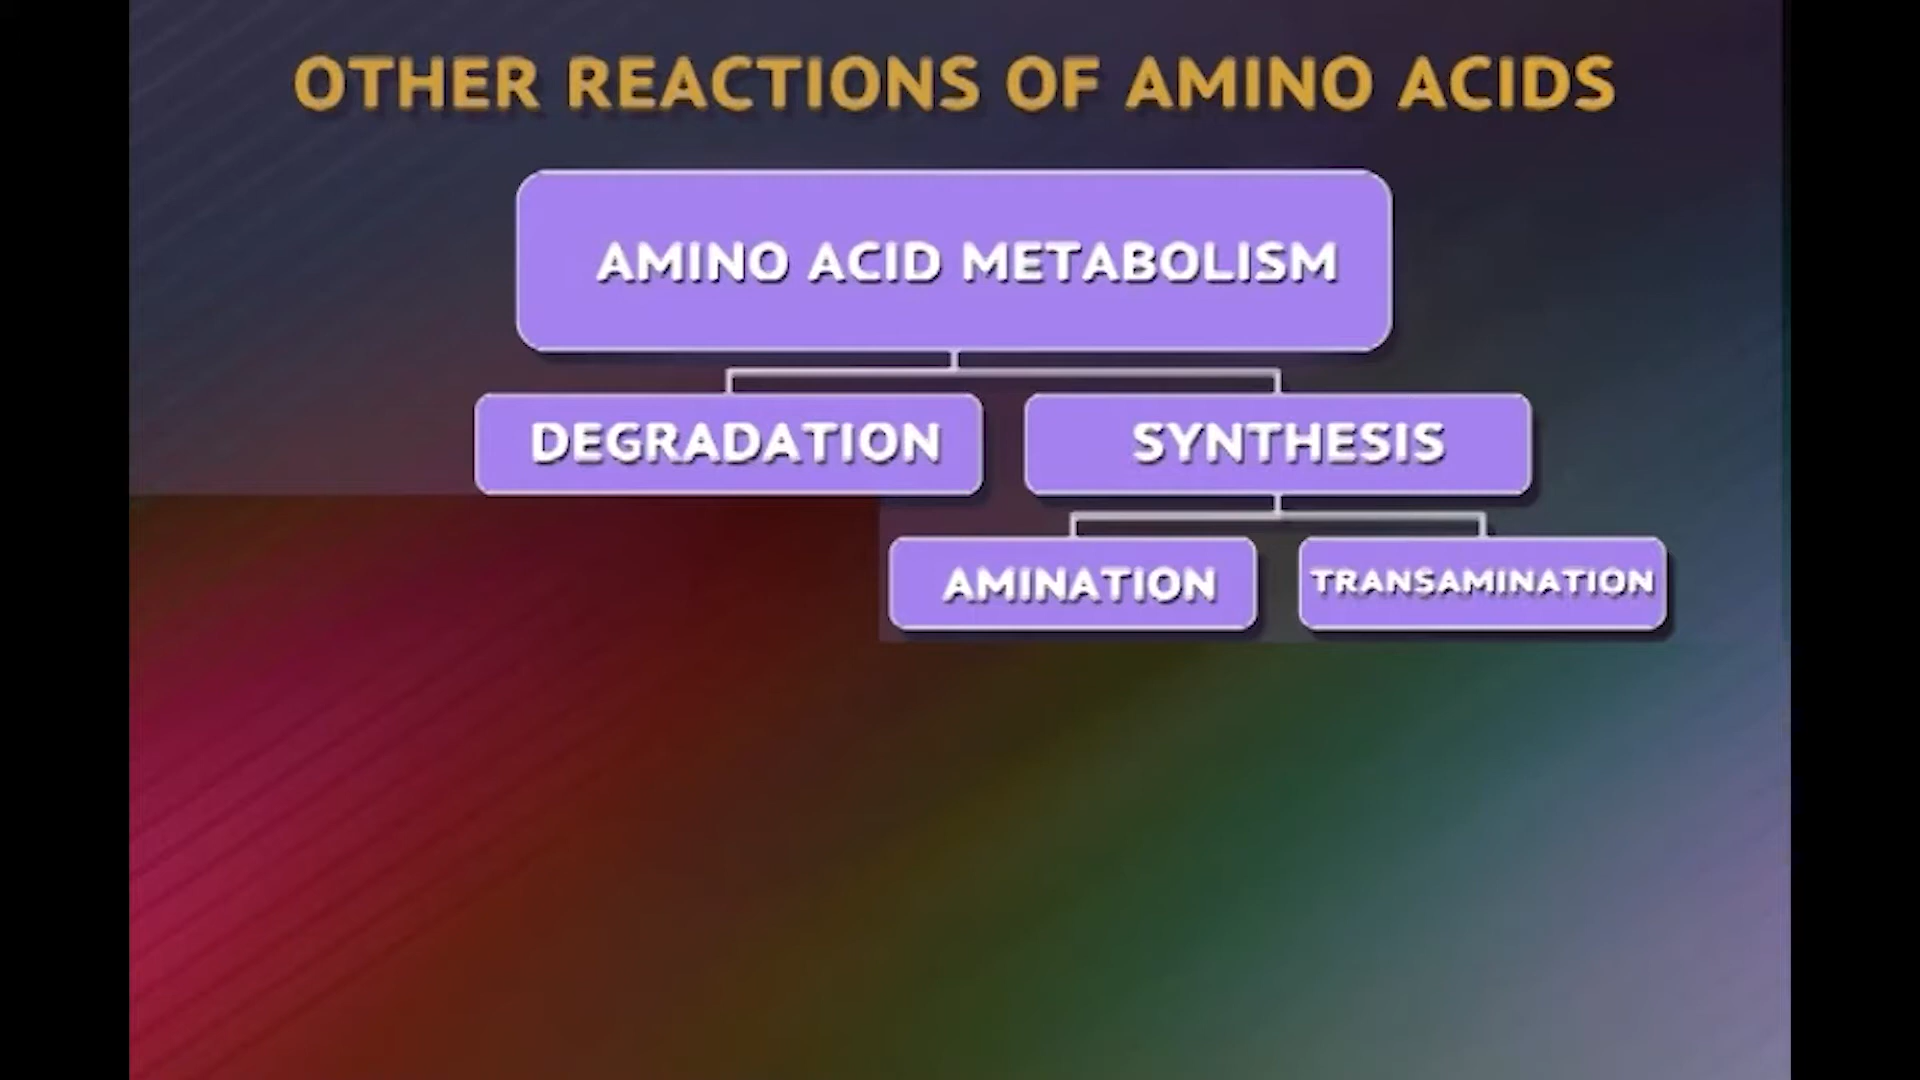 OTHER REACTIONS OF AMINO ACIDS
AMINO ACID METABOLISM
DEGRADATION
SYNTHESIS
AMINATION
TRANSAMINATION